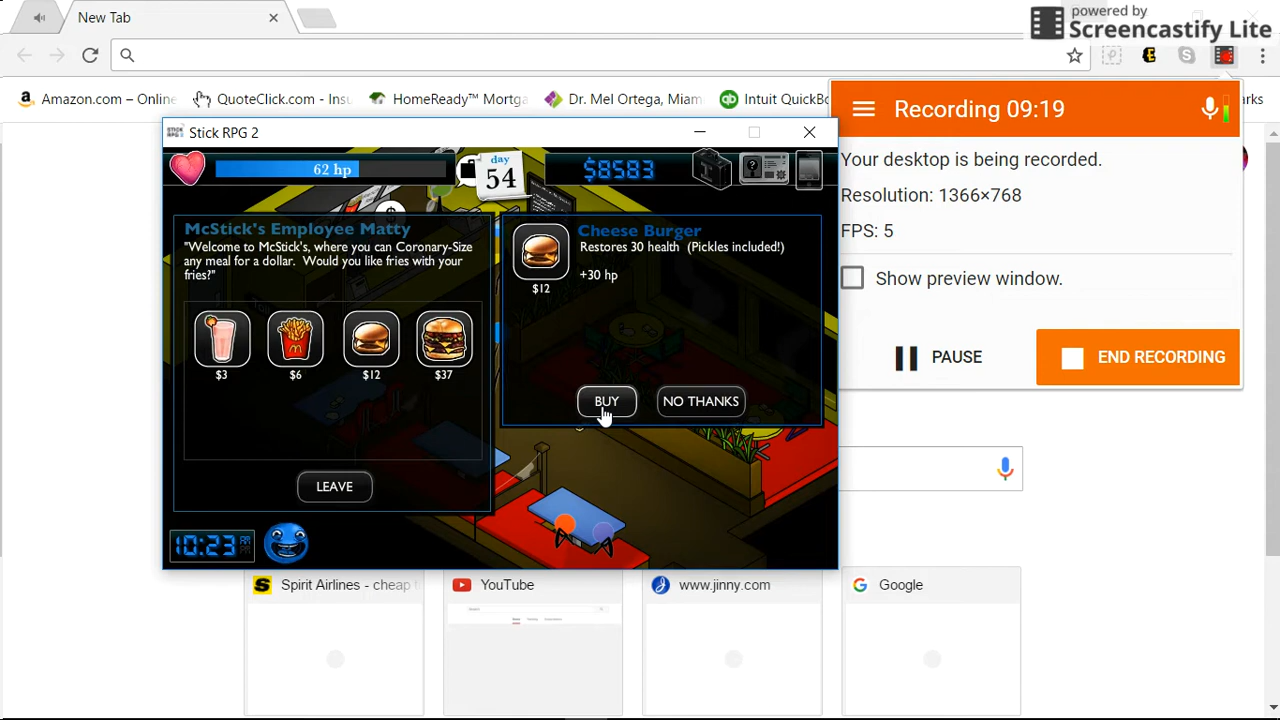 New Tab
powered by
Screencastify Lite
Amazon.com – Online
QuoteClick.com - Insu
HomeReady™ Mortga
Dr. Mel Ortega, Miam
Intuit QuickBo
Recording 09:19
Your desktop is being recorded.
Resolution: 1366×768
FPS: 5
Show preview window.
PAUSE
END RECORDING
Stick RPG 2
62 hp
day
54
$8583
McStick's Employee Matty
"Welcome to McStick's, where you can Coronary-Size
any meal for a dollar. Would you like fries with your
fries?"
$3
$6
$12
$37
LEAVE
Cheese Burger
Restores 30 health (Pickles included!)
+30 hp
$12
BUY
NO THANKS
10:23
Spirit Airlines - cheap
YouTube
www.jinny.com
Google